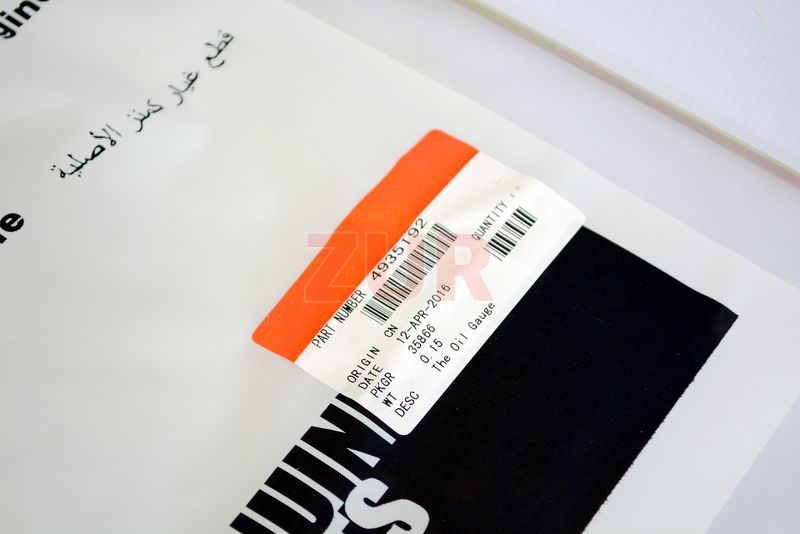 قطع غيار كمنز الأصلية
PART NUMBER 4935192
QUANTITY
ORIGIN CN
DATE 12-APR-2016
PKGR 35866
WT 0.15
DESC The Oil Gauge
ZUR